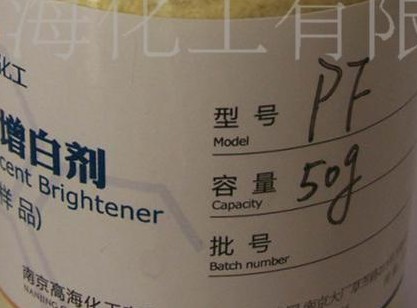 海化工有限
化工
增白剂
cent Brightener
样品)
型号 PF
Model
容量 50g
Capacity
批号
Batch number
南京高海化工